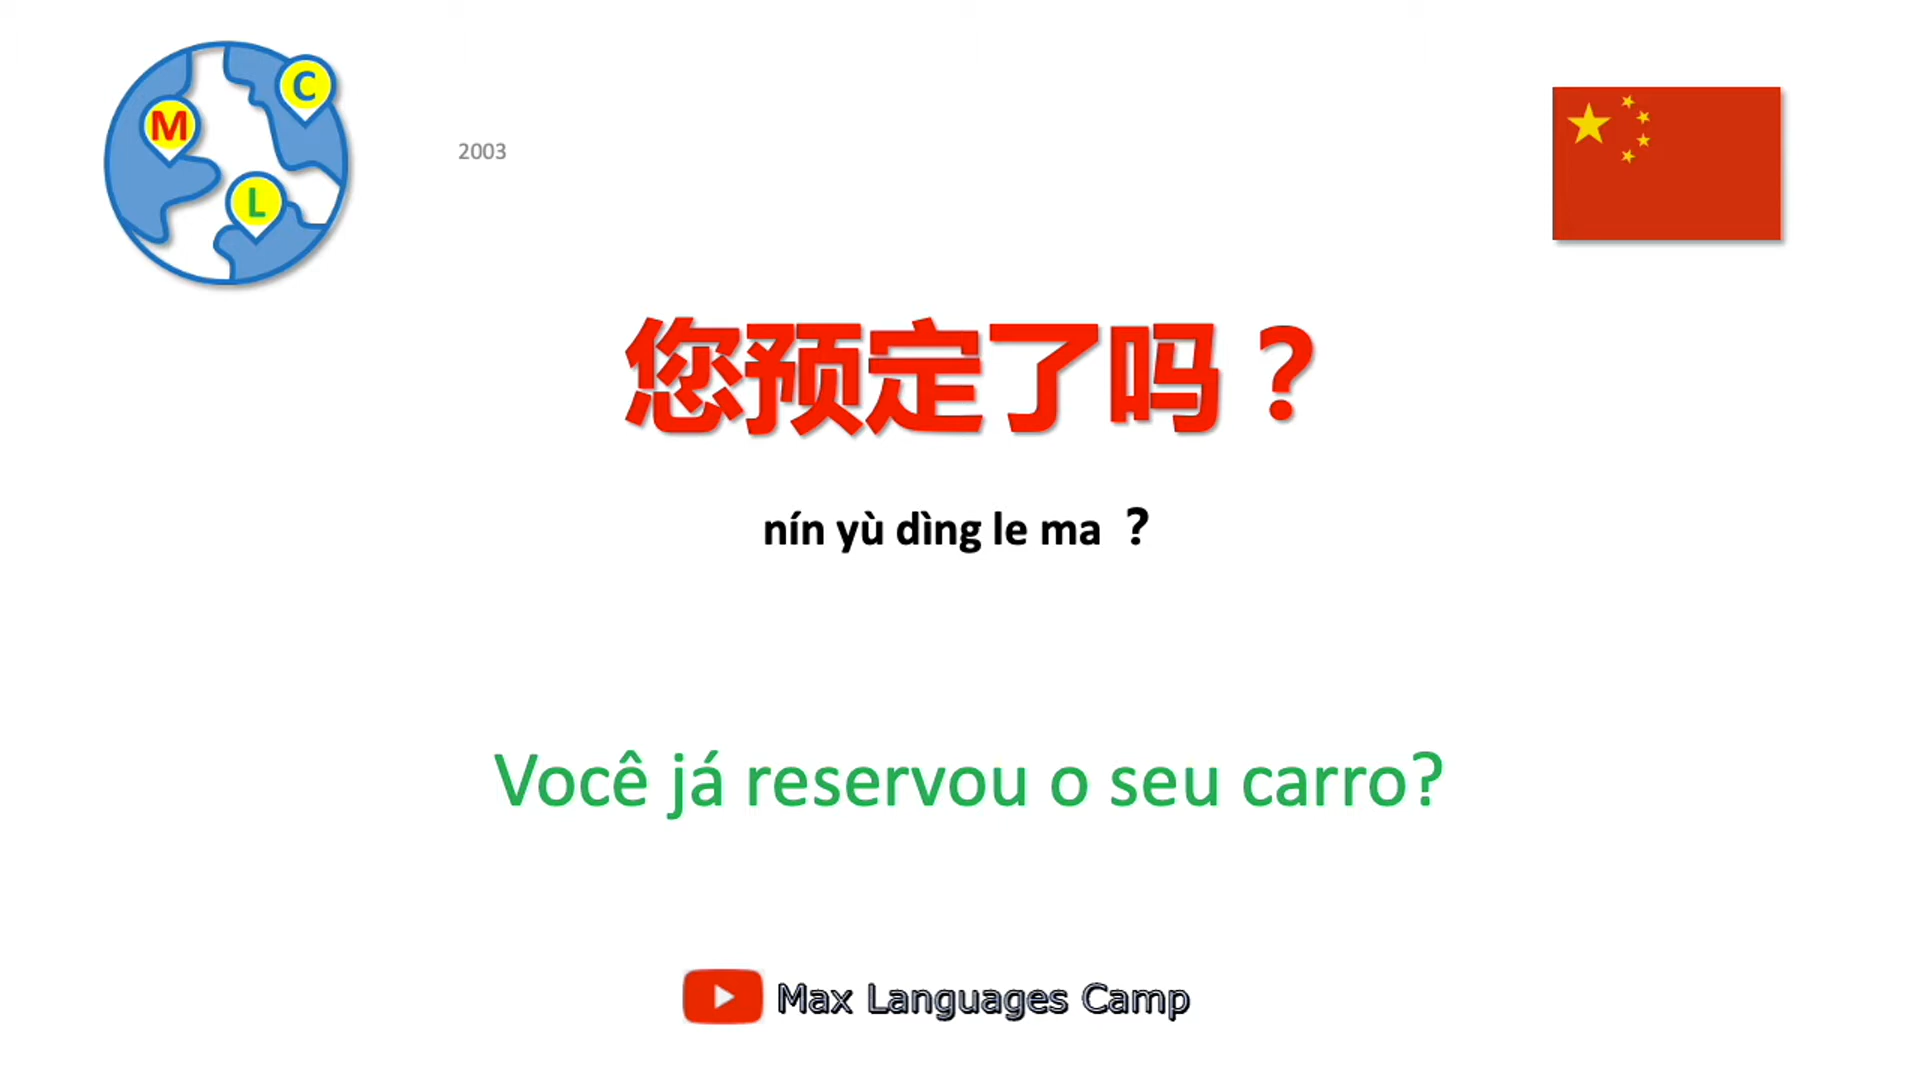 M
C
L
2003
您预定了吗？
nín yù dìng le ma ？
Você já reservou o seu carro?
Max Languages Camp